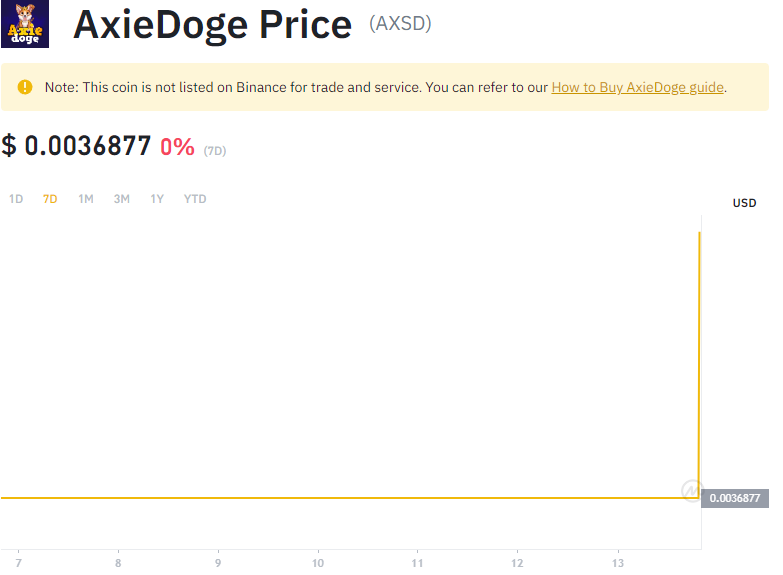 Axie
doge
AxieDoge Price (AXSD)
Note: This coin is not listed on Binance for trade and service. You can refer to our How to Buy AxieDoge guide.
$ 0.0036877 0% (7D)
1D 7D 1M 3M 1Y YTD
USD
0.0036877
7 8 9 10 11 12 13